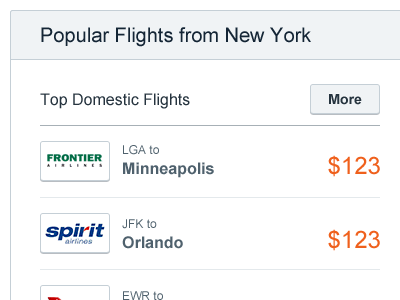 Popular Flights from New York
Top Domestic Flights
More
FRONTIER
AIRLINES
LGA to
Minneapolis
$123
spirit
airlines
JFK to
Orlando
$123
EWR to